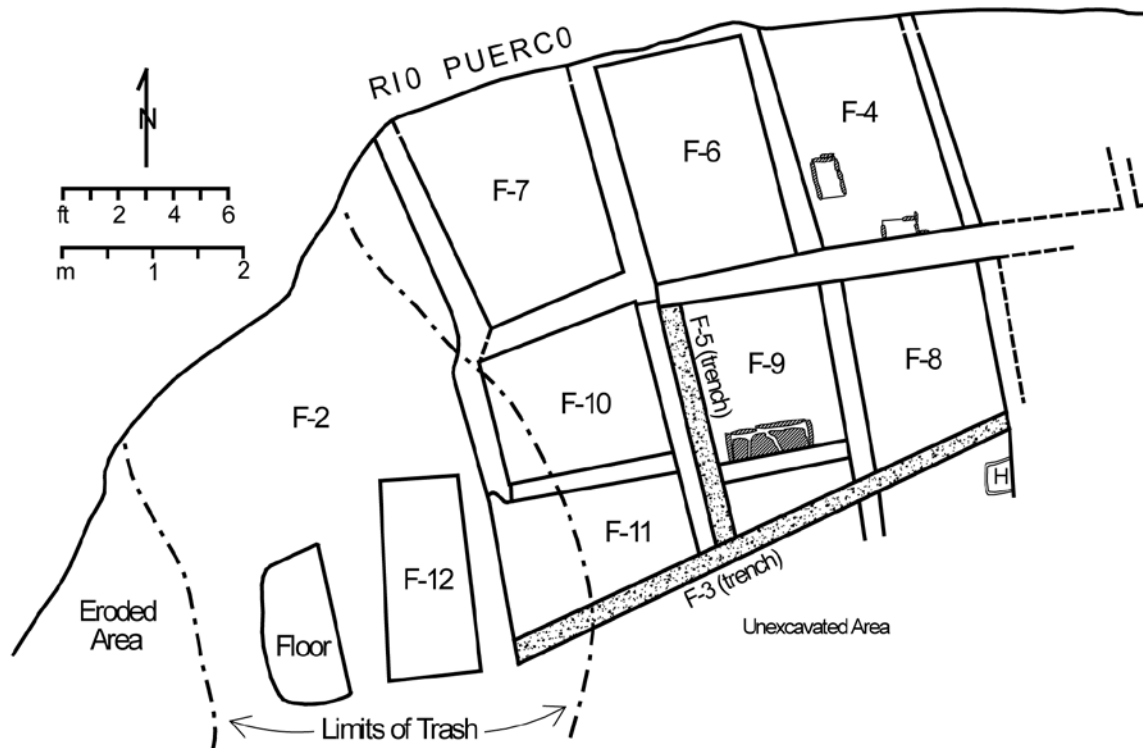 RIO PUERCO
N
ft 2 4 6
m 1 2
F-7
F-6
F-4
F-5 (trench)
F-9
F-8
F-10
F-2
H
F-11
F-12
F-3 (trench)
Eroded
Area
Floor
Unexcavated Area
Limits of Trash